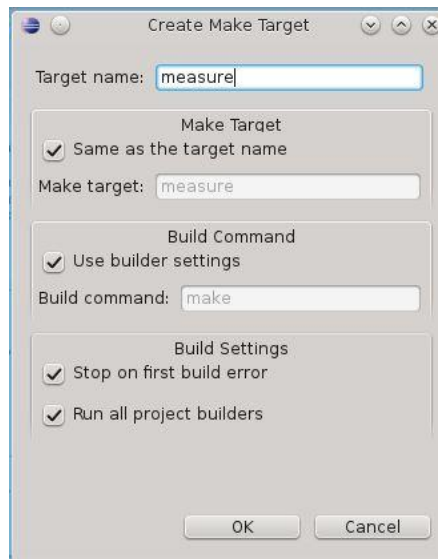 Create Make Target
Target name: measure
Make Target
Same as the target name
Make target: measure
Build Command
Use builder settings
Build command: make
Build Settings
Stop on first build error
Run all project builders
OK Cancel